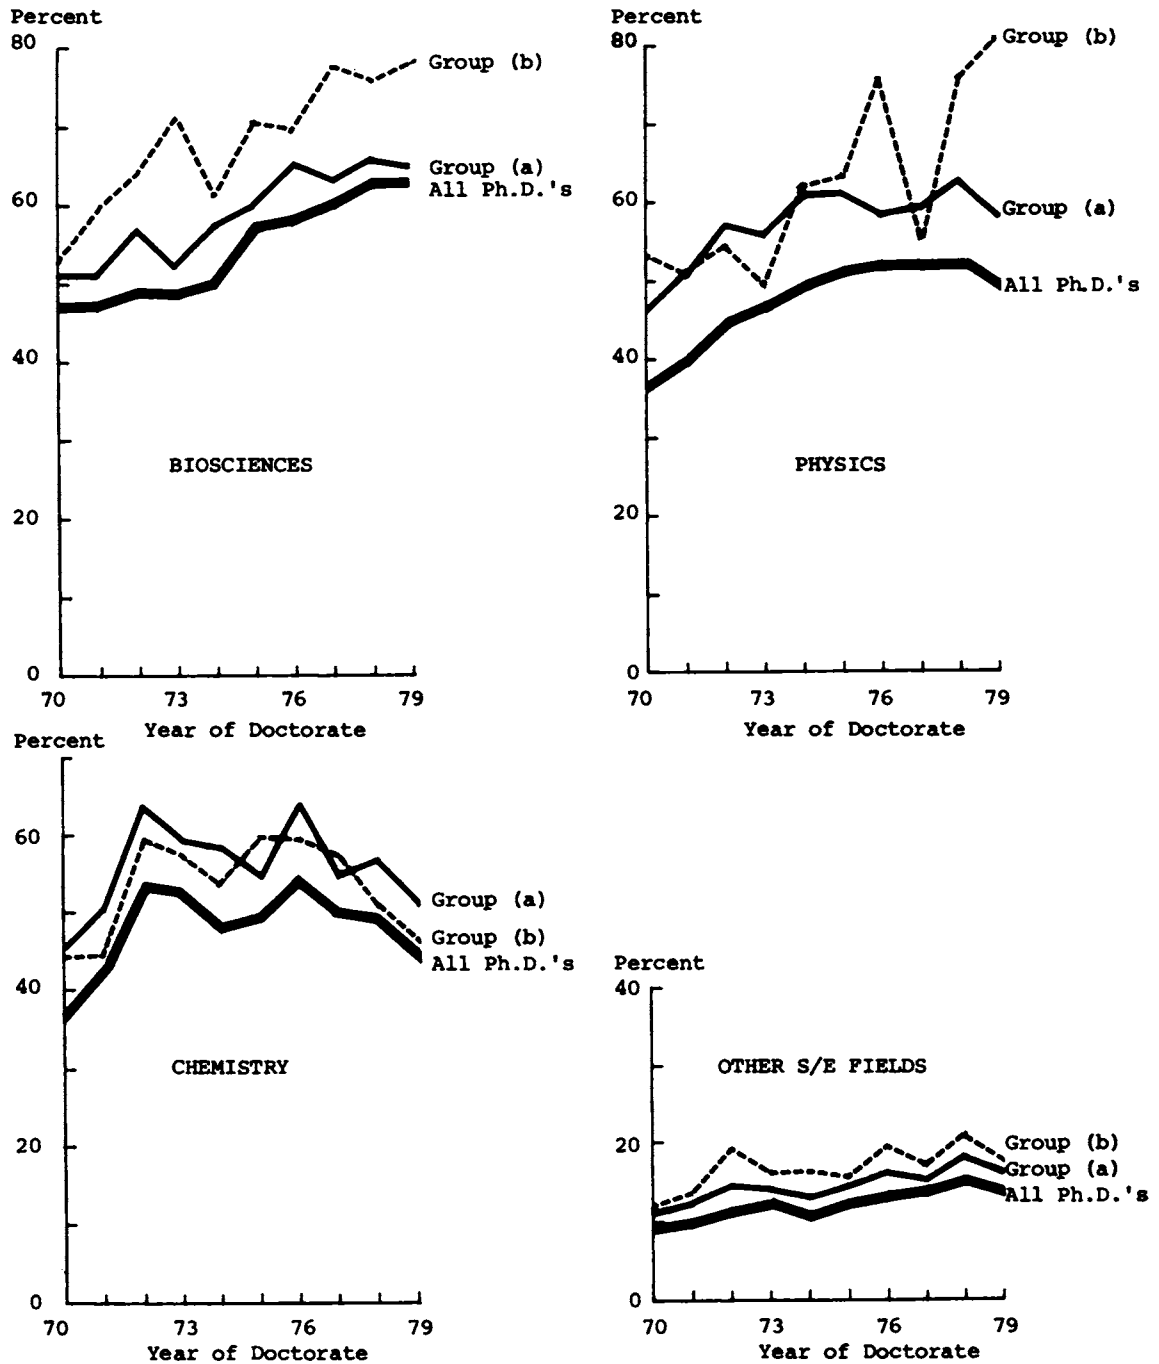 Percent
80
Group (b)
Group (a)
All Ph.D.'s
60
40
BIOSCIENCES
20
0
70 73 76 79
Year of Doctorate
Percent
80
Group (b)
60
Group (a)
All Ph.D.'s
40
PHYSICS
20
0
70 73 76 79
Year of Doctorate
Percent
60
Group (a)
Group (b)
All Ph.D.'s
40
CHEMISTRY
20
0
70 73 76 79
Year of Doctorate
Percent
40
OTHER S/E FIELDS
20
Group (b)
Group (a)
All Ph.D.'s
0
70 73 76 79
Year of Doctorate